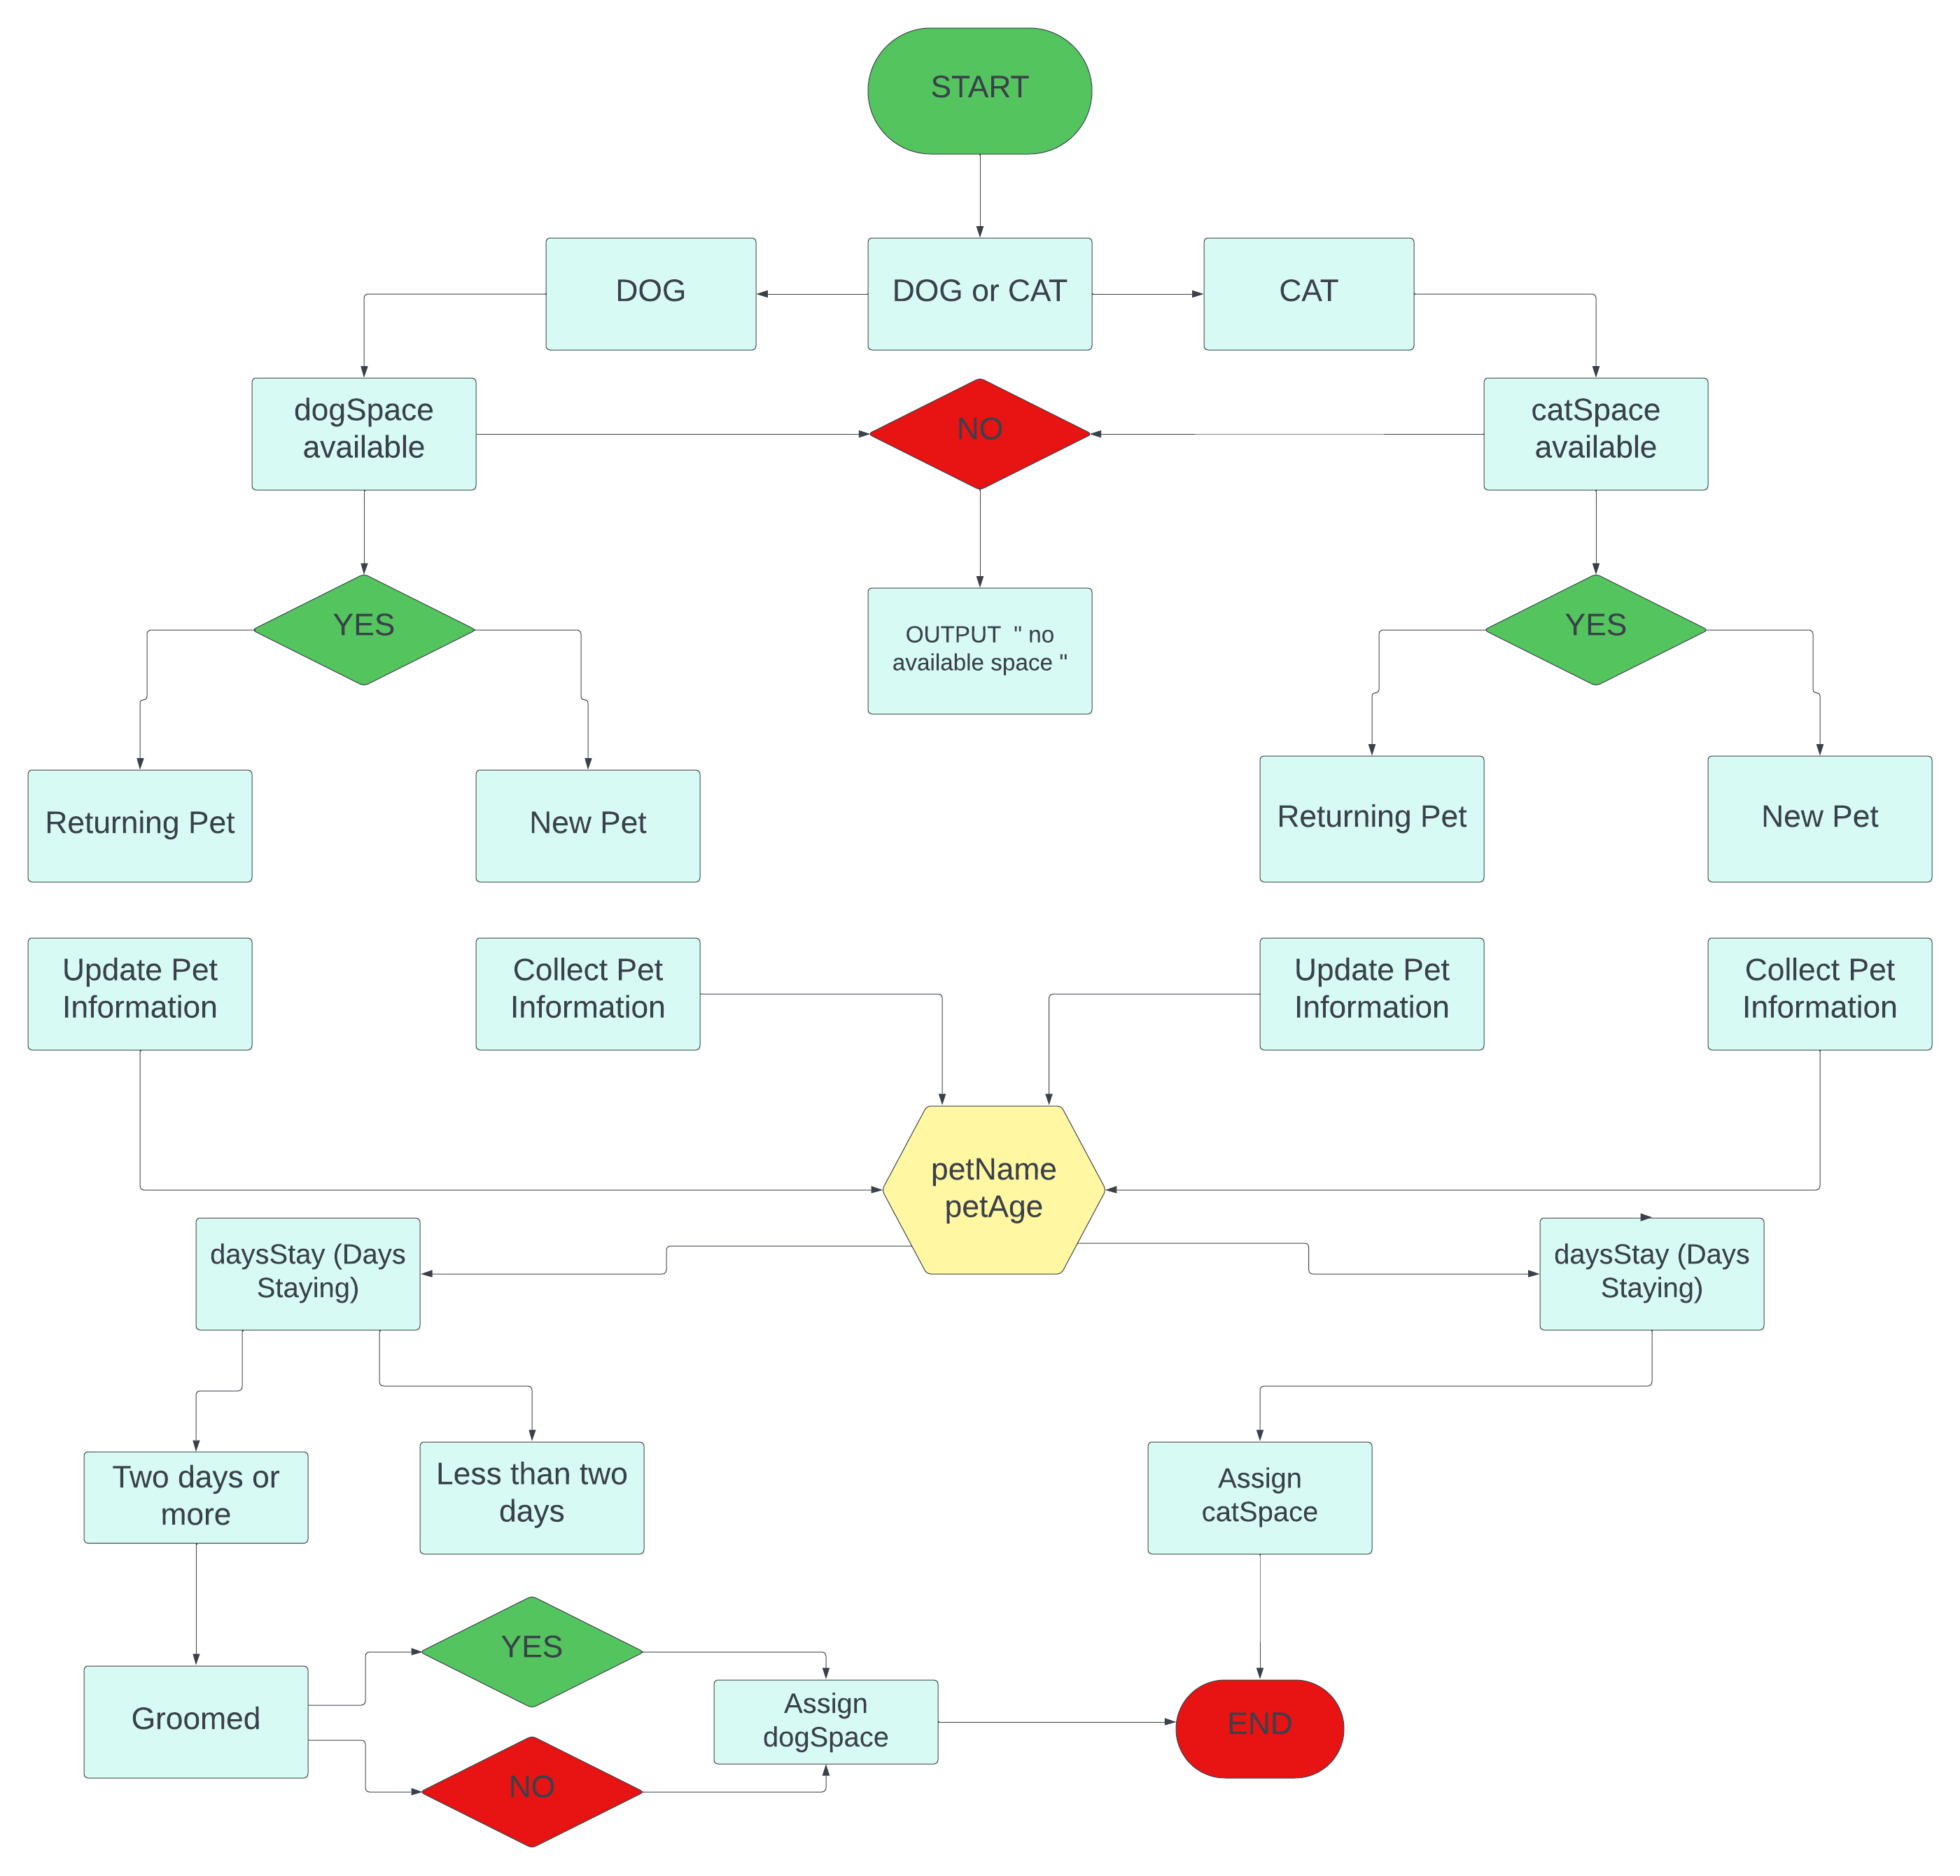 START
DOG
DOG or CAT
CAT
dogSpace
available
NO
catSpace
available
YES
OUTPUT  " no
available space "
YES
Returning Pet
New Pet
Returning Pet
New Pet
Update Pet
Information
Collect Pet
Information
Update Pet
Information
Collect Pet
Information
petName
petAge
daysStay (Days
Staying)
daysStay (Days
Staying)
Two days or
more
Less than two
days
Assign
catSpace
YES
Groomed
Assign
dogSpace
END
NO